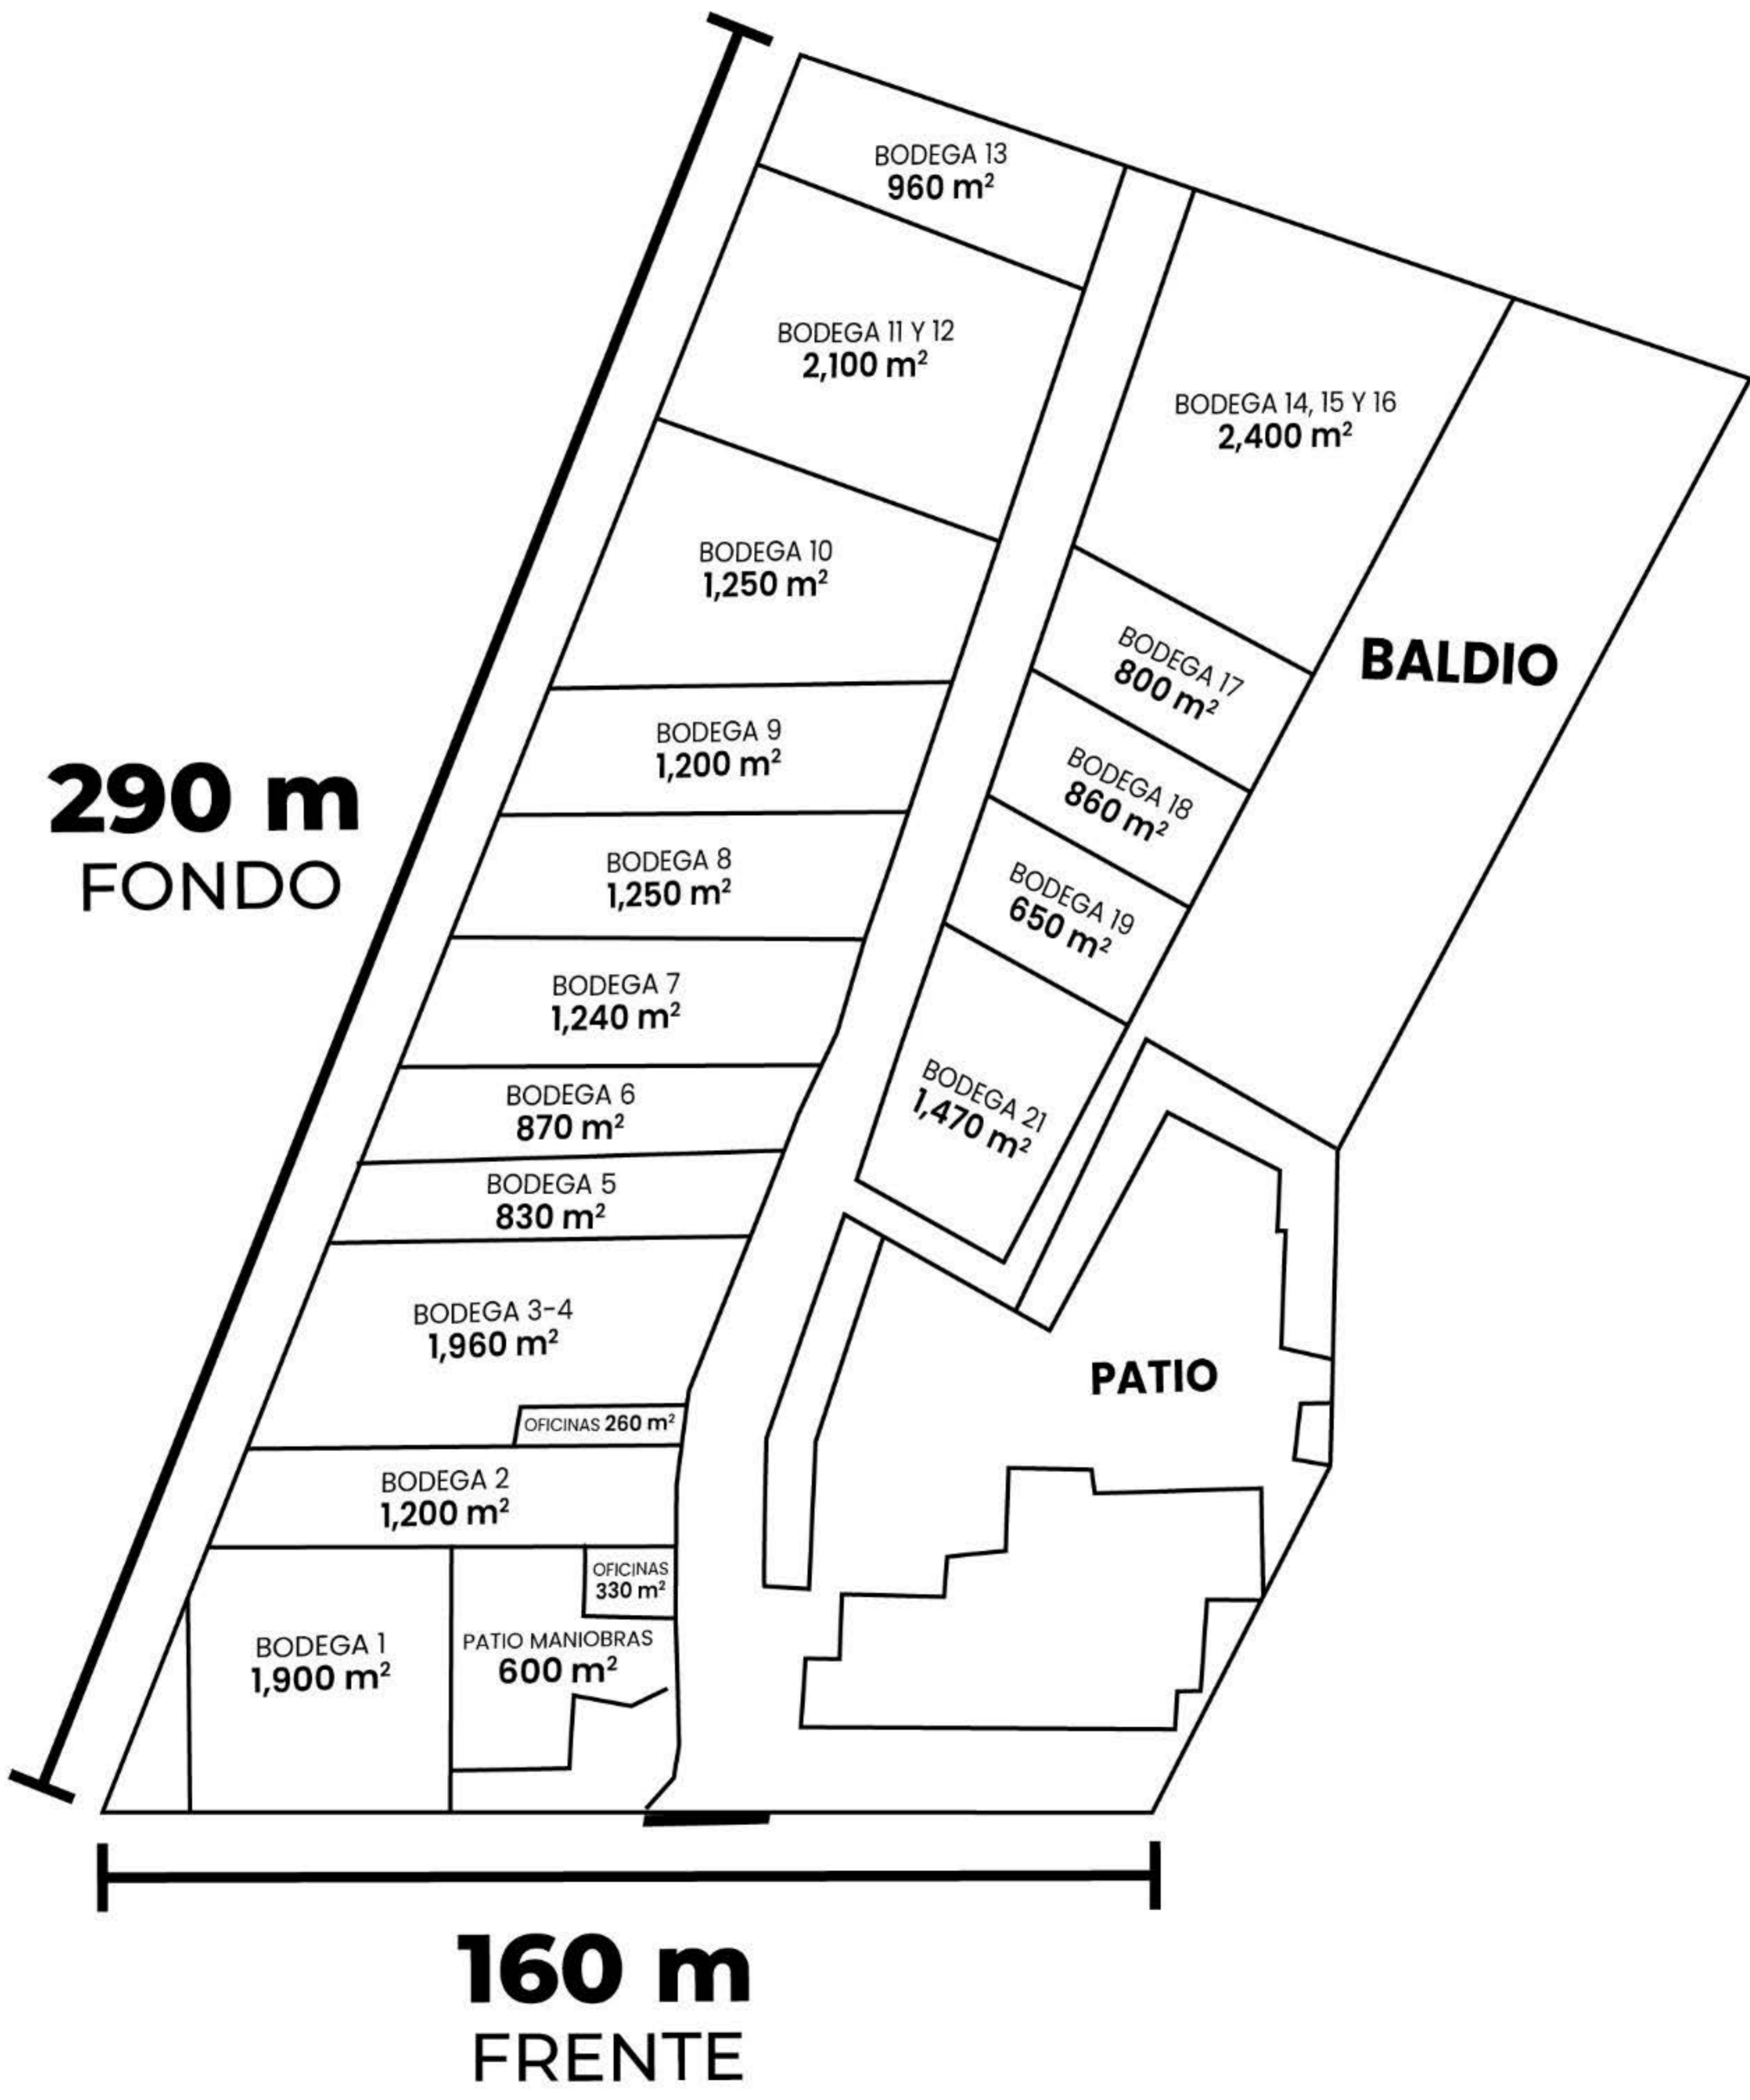 BODEGA 13
960 m²
BODEGA 11 Y 12
2,100 m²
BODEGA 14, 15 Y 16
2,400 m²
BODEGA 10
1,250 m²
BODEGA 17
800 m²
BALDIO
BODEGA 9
1,200 m²
BODEGA 18
860 m²
290 m
FONDO
BODEGA 8
1,250 m²
BODEGA 19
650 m²
BODEGA 7
1,240 m²
BODEGA 6
870 m²
BODEGA 21
1,470 m²
BODEGA 5
830 m²
BODEGA 3-4
1,960 m²
PATIO
OFICINAS 260 m²
BODEGA 2
1,200 m²
OFICINAS
330 m²
BODEGA 1
1,900 m²
PATIO MANIOBRAS
600 m²
160 m
FRENTE